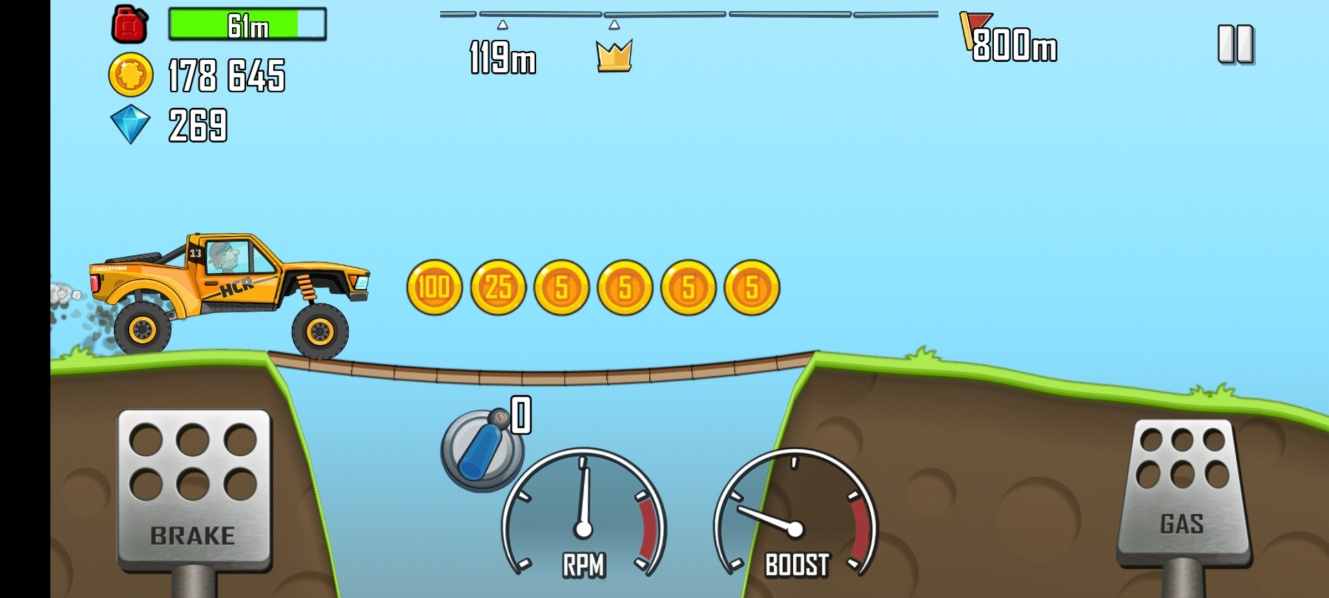 61m
119m
800m
178 645
269
13
HCR
100 25 5 5 5 5
0
BRAKE
RPM
BOOST
GAS